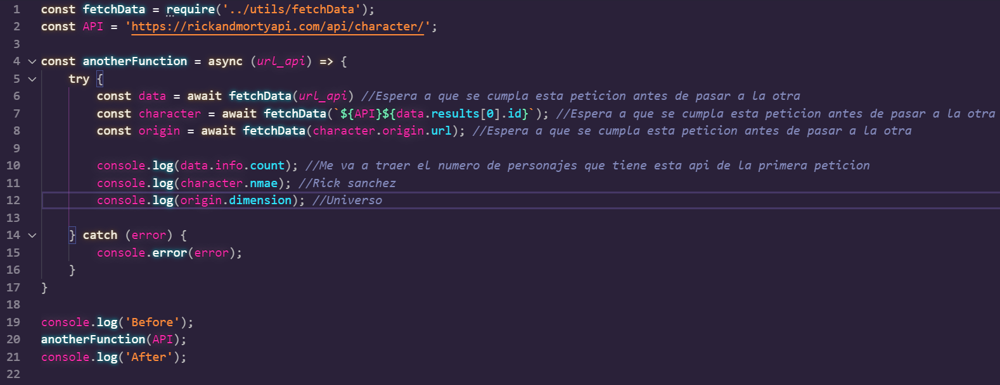 1 const fetchData = require('../utils/fetchData');
2 const API = 'https://rickandmortyapi.com/api/character/';
3
4 const anotherFunction = async (url_api) => {
5 try {
6 const data = await fetchData(url_api) //Espera a que se cumpla esta peticion antes de pasar a la otra
7 const character = await fetchData(`${API}${data.results[0].id}`); //Espera a que se cumpla esta peticion antes de pasar a la otra
8 const origin = await fetchData(character.origin.url); //Espera a que se cumpla esta peticion antes de pasar a la otra
9
10 console.log(data.info.count); //Me va a traer el numero de personajes que tiene esta api de la primera peticion
11 console.log(character.nmae); //Rick sanchez
12 console.log(origin.dimension); //Universo
13
14 } catch (error) {
15 console.error(error);
16 }
17 }
18
19 console.log('Before');
20 anotherFunction(API);
21 console.log('After');
22